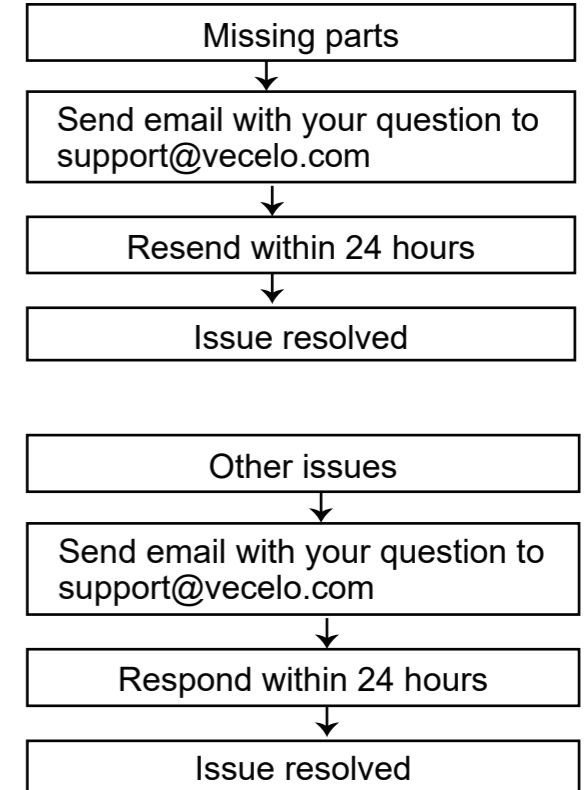 Missing parts
Send email with your question to
support@vecelo.com
Resend within 24 hours
Issue resolved
Other issues
Send email with your question to
support@vecelo.com
Respond within 24 hours
Issue resolved